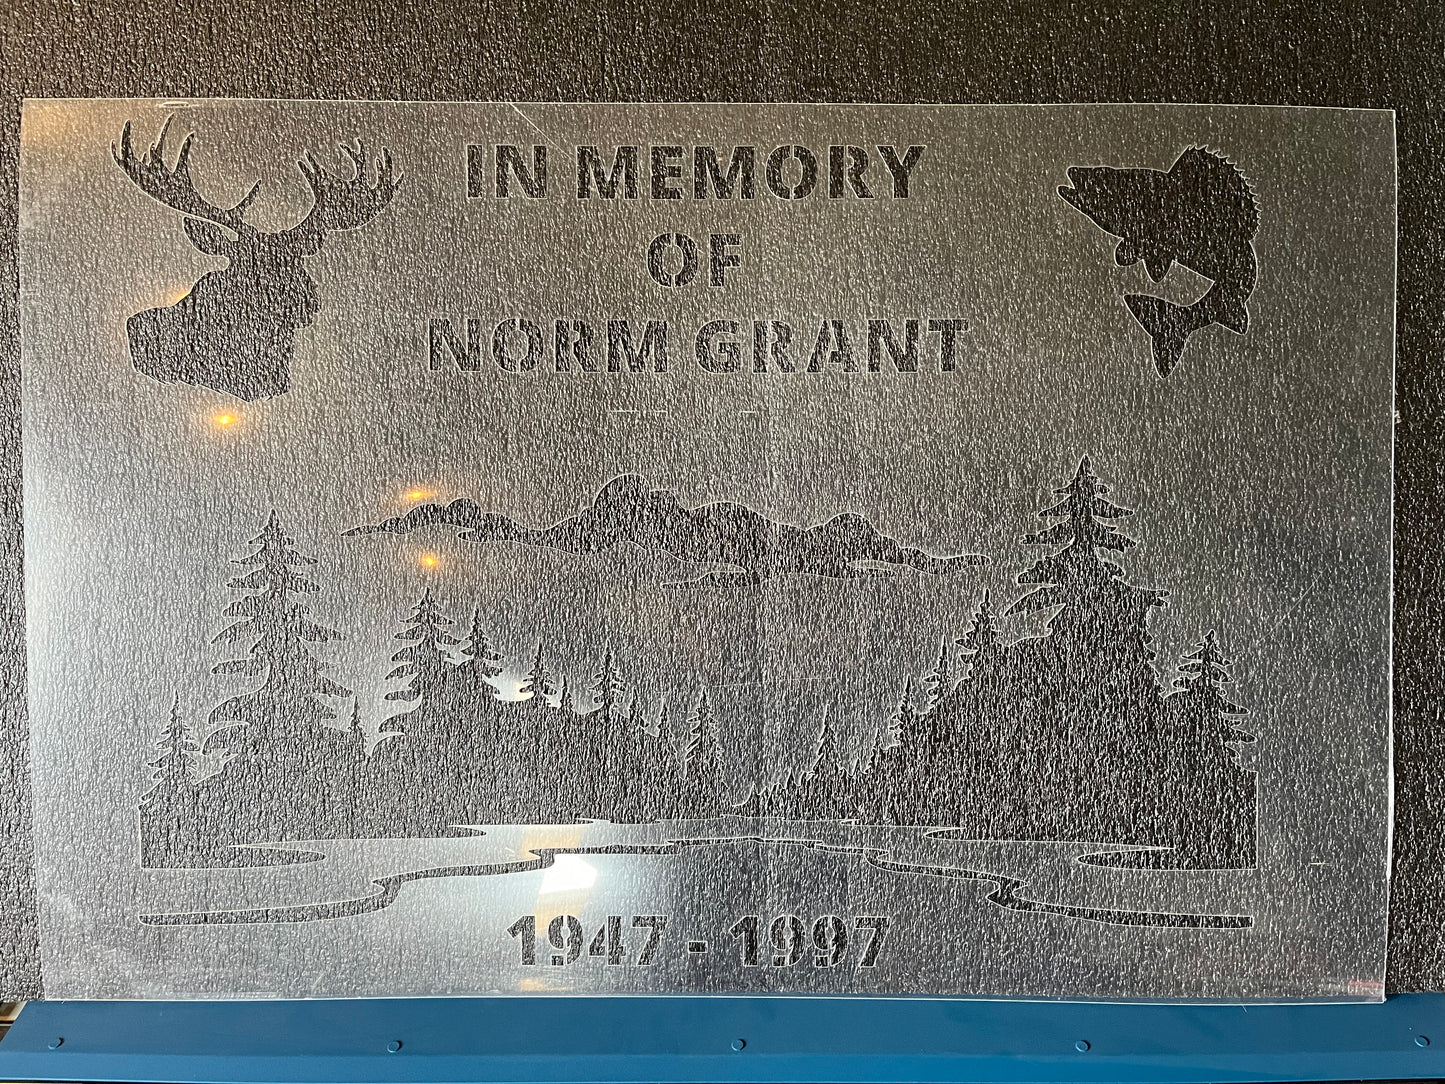 IN MEMORY
OF
NORM GRANT
1947 - 1997